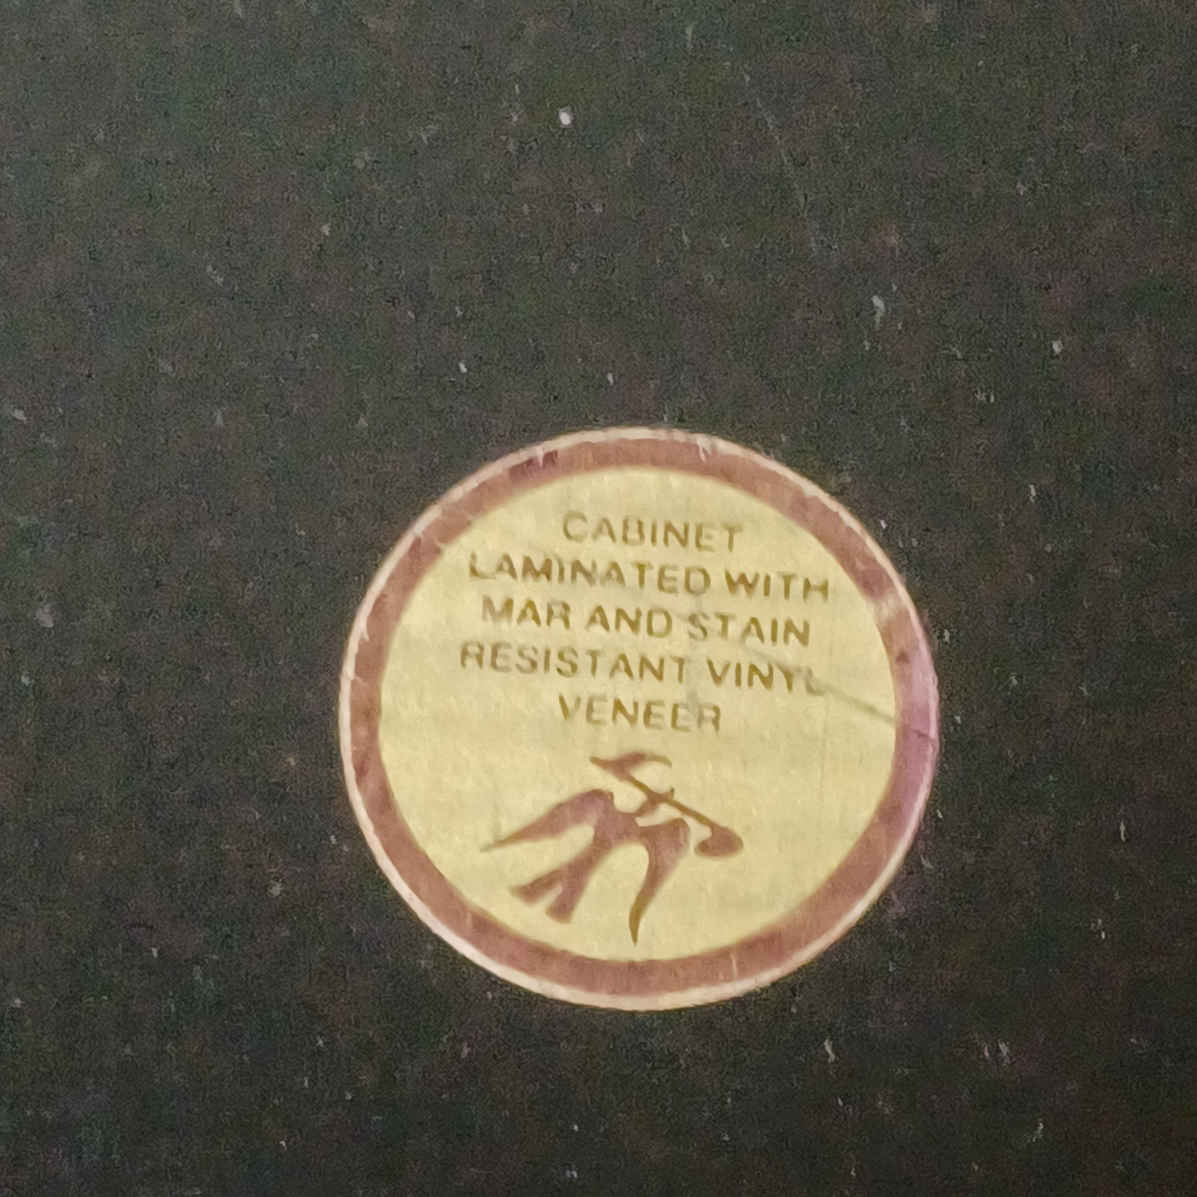 CABINET
LAMINATED WITH
MAR AND STAIN
RESISTANT VINYL
VENEER